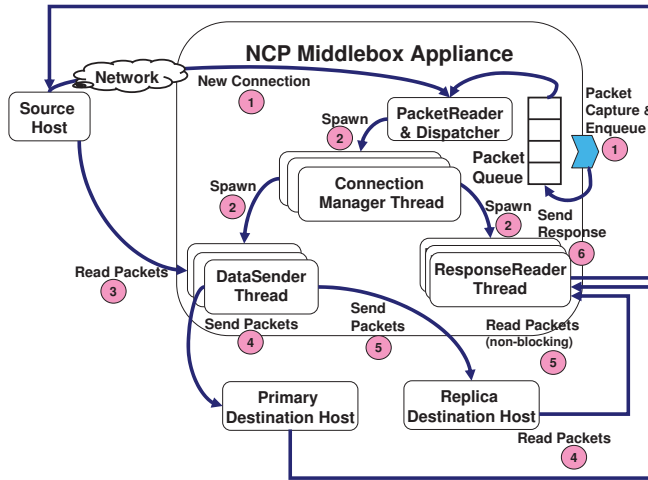 NCP Middlebox Appliance
Network
New Connection
1
Source
Host
PacketReader
& Dispatcher
Packet
Capture &
Enqueue
1
Packet
Queue
Spawn
2
Connection
Manager Thread
Spawn
2
Spawn
2
Send
Response
6
Read Packets
3
DataSender
Thread
ResponseReader
Thread
Send Packets
4
Send
Packets
5
Read Packets
(non-blocking)
5
Primary
Destination Host
Replica
Destination Host
Read Packets
4